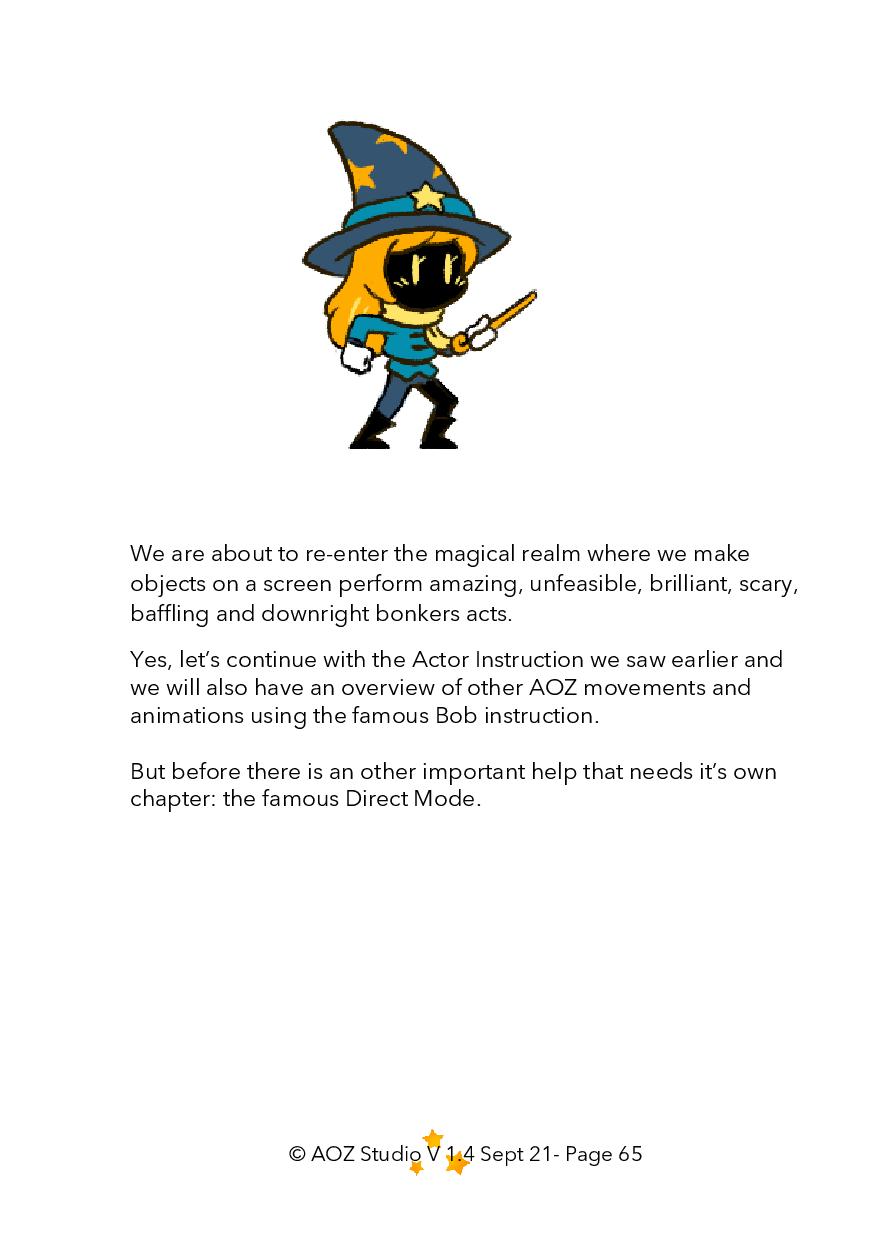 We are about to re-enter the magical realm where we make
objects on a screen perform amazing, unfeasible, brilliant, scary,
baffling and downright bonkers acts.
Yes, let’s continue with the Actor Instruction we saw earlier and
we will also have an overview of other AOZ movements and
animations using the famous Bob instruction.
But before there is an other important help that needs it’s own
chapter: the famous Direct Mode.
© AOZ Studio V 1.4 Sept 21- Page 65